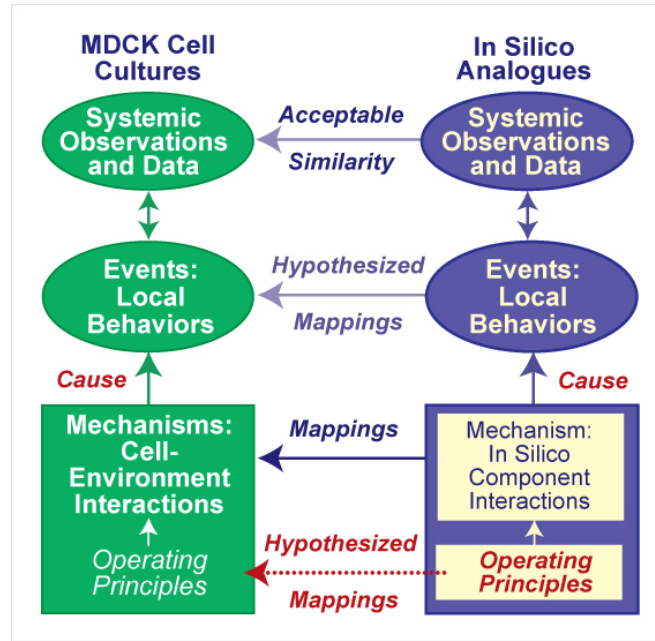 MDCK Cell
Cultures
In Silico
Analogues
Systemic
Observations
and Data
Acceptable
Similarity
Systemic
Observations
and Data
Events:
Local
Behaviors
Hypothesized
Mappings
Events:
Local
Behaviors
Cause
Cause
Mechanisms:
Cell-
Environment
Interactions
Mappings
Mechanism:
In Silico
Component
Interactions
Operating
Principles
Hypothesized
Mappings
Operating
Principles